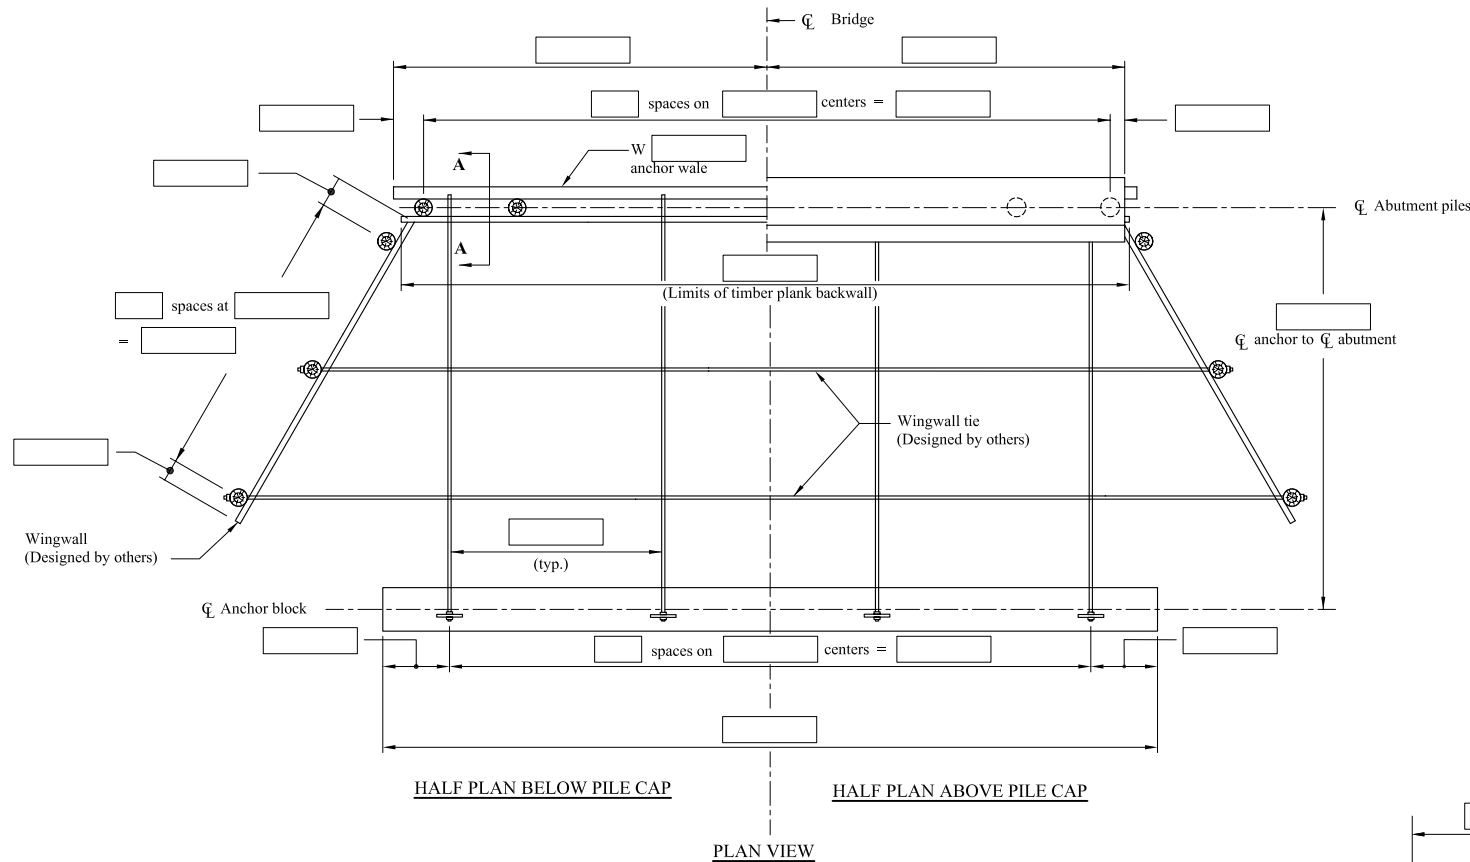 ℄ Bridge
spaces on centers =
W
anchor wale
A
℄ Abutment piles
A
(Limits of timber plank backwall)
spaces at
=
℄ anchor to ℄ abutment
Wingwall tie
(Designed by others)
Wingwall
(Designed by others)
(typ.)
℄ Anchor block
spaces on centers =
HALF PLAN BELOW PILE CAP
HALF PLAN ABOVE PILE CAP
PLAN VIEW